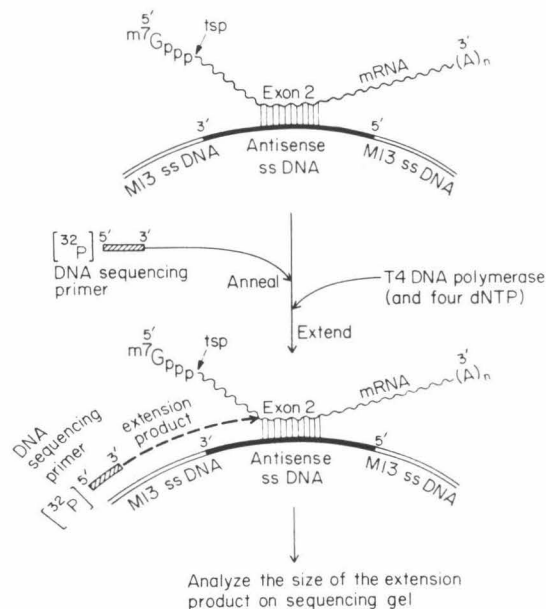 5′
m7Gppp
tsp
3′
(A)n
mRNA
Exon 2
3′
5′
Antisense
ss DNA
M13 ss DNA
M13 ss DNA
[32P]
5′
3′
DNA sequencing
primer
Anneal
T4 DNA polymerase
(and four dNTP)
Extend
5′
m7Gppp
tsp
3′
(A)n
mRNA
Exon 2
DNA
sequencing
primer
extension
product
5′
3′
[32P]
3′
5′
Antisense
ss DNA
M13 ss DNA
M13 ss DNA
Analyze the size of the extension
product on sequencing gel